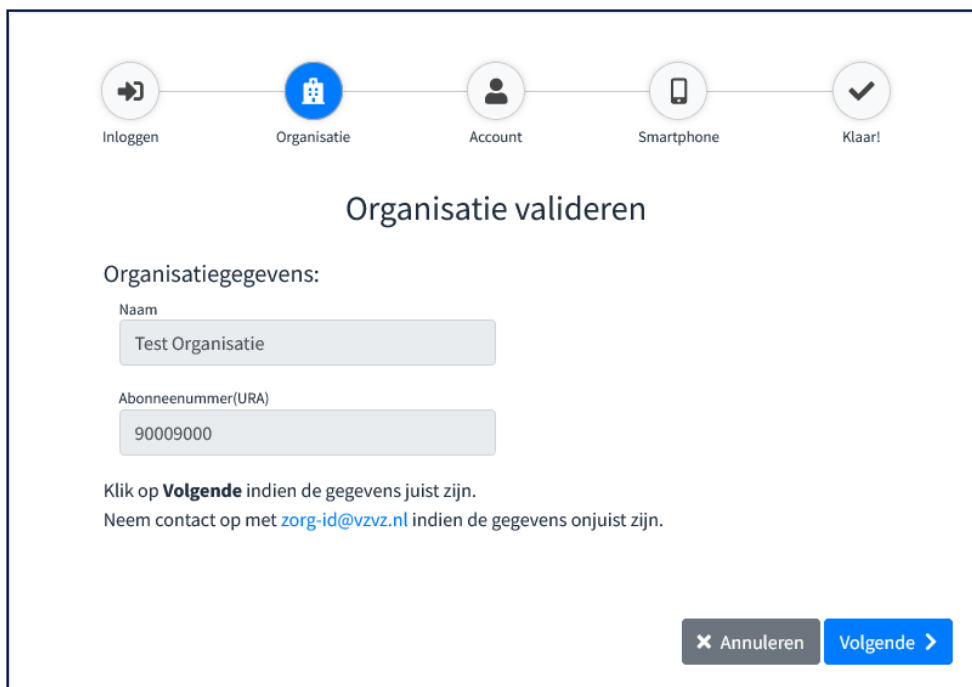 Inloggen
Organisatie
Account
Smartphone
Klaar!
Organisatie valideren
Organisatiegegevens:
Naam
Test Organisatie
Abonneenummer(URA)
90009000
Klik op Volgende indien de gegevens juist zijn.
Neem contact op met zorg-id@vzvz.nl indien de gegevens onjuist zijn.
Annuleren
Volgende